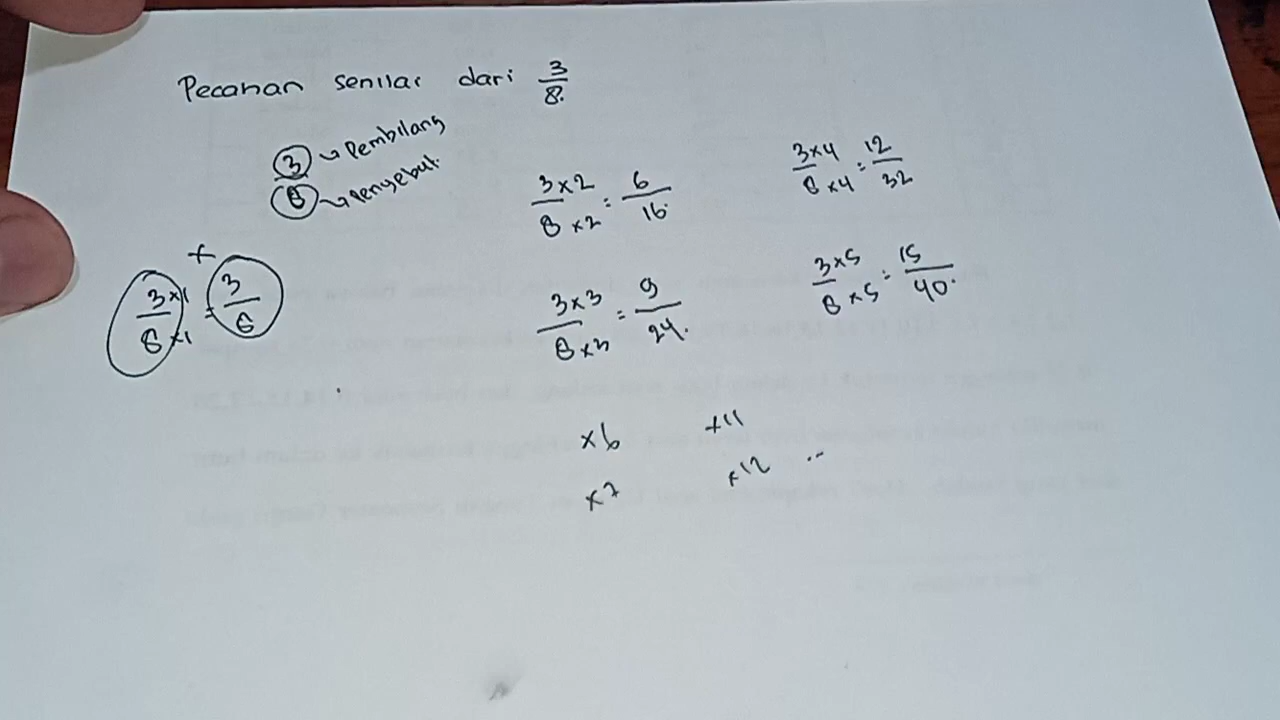 Pecahan senilai dari 3/8.
3 → Pembilang
8 → Penyebut.
+
3×1/8×1 = 3/8
3×2/8×2 = 6/16.
3×3/8×3 = 9/24.
3×4/8×4 = 12/32
3×5/8×5 = 15/40.
×6
×7
×11
×12 ..